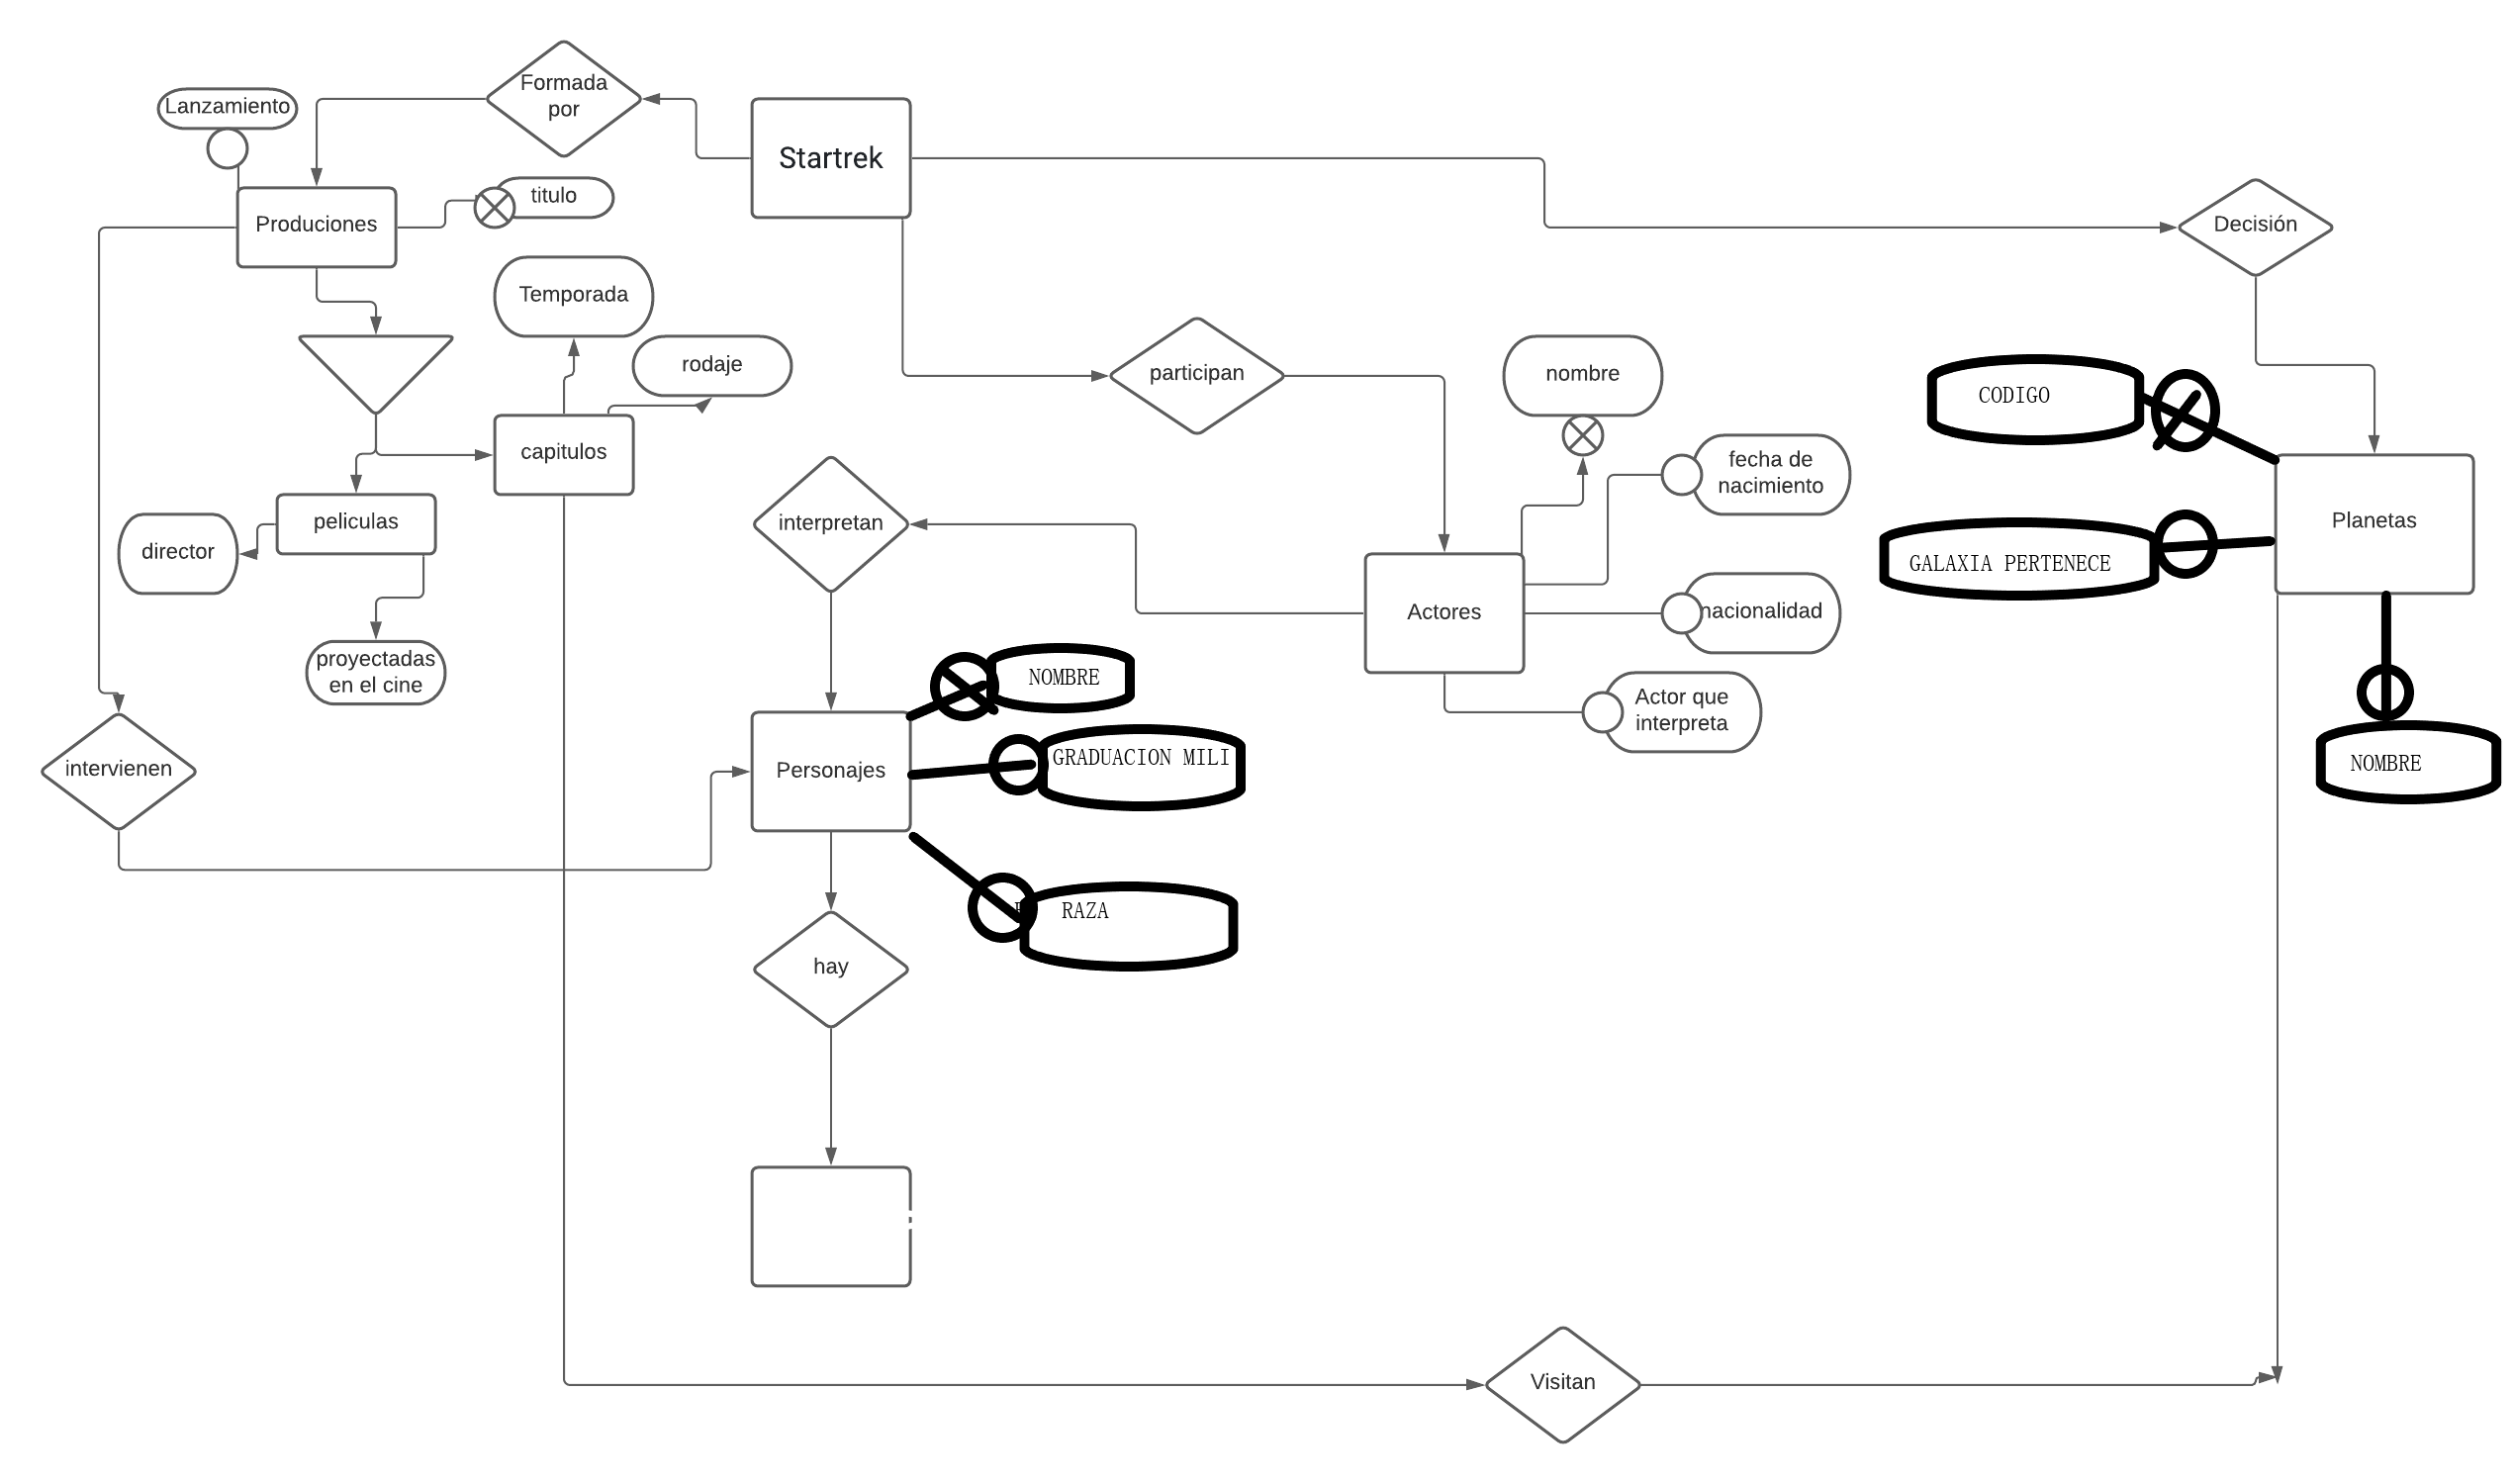 Formada
por
Lanzamiento
Startrek
titulo
Produciones
Decisión
Temporada
rodaje
participan
nombre
CODIGO
capitulos
fecha de
nacimiento
peliculas
interpretan
Planetas
director
GALAXIA PERTENECE
Actores
nacionalidad
proyectadas
en el cine
NOMBRE
Actor que
interpreta
GRADUACION MILI
NOMBRE
intervienen
Personajes
RAZA
hay
Visitan